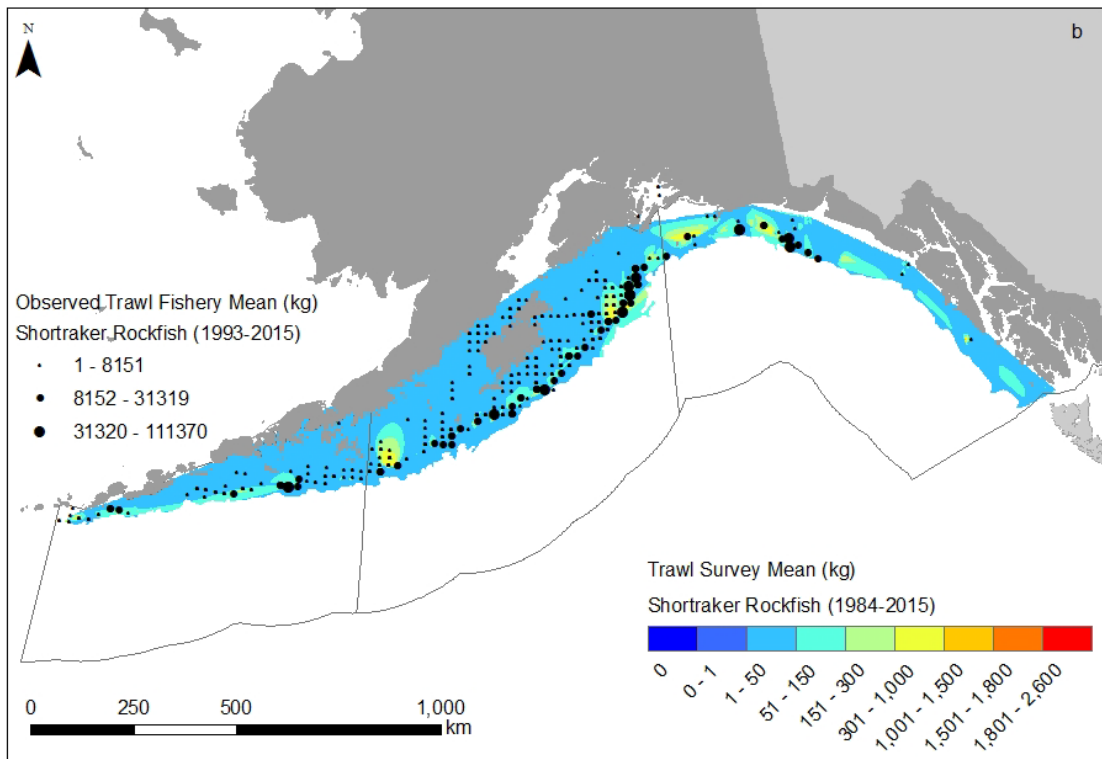 N
b
Observed Trawl Fishery Mean (kg)
Shortraker Rockfish (1993-2015)
1 - 8151
8152 - 31319
31320 - 111370
Trawl Survey Mean (kg)
Shortraker Rockfish (1984-2015)
0
0 - 1
1 - 50
51 - 150
151 - 300
301 - 1,000
1,001 - 1,500
1,501 - 1,800
1,801 - 2,600
0 250 500 1,000
km